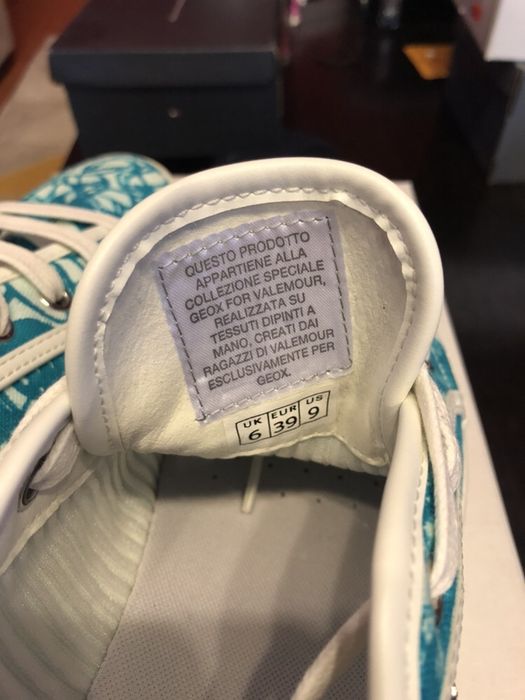 QUESTO PRODOTTO
APPARTIENE ALLA
COLLEZIONE SPECIALE
GEOX FOR VALEMOUR,
REALIZZATA SU
TESSUTI DIPINTI A
MANO, CREATI DAI
RAGAZZI DI VALEMOUR
ESCLUSIVAMENTE PER
GEOX.
UK EUR US
6 39 9